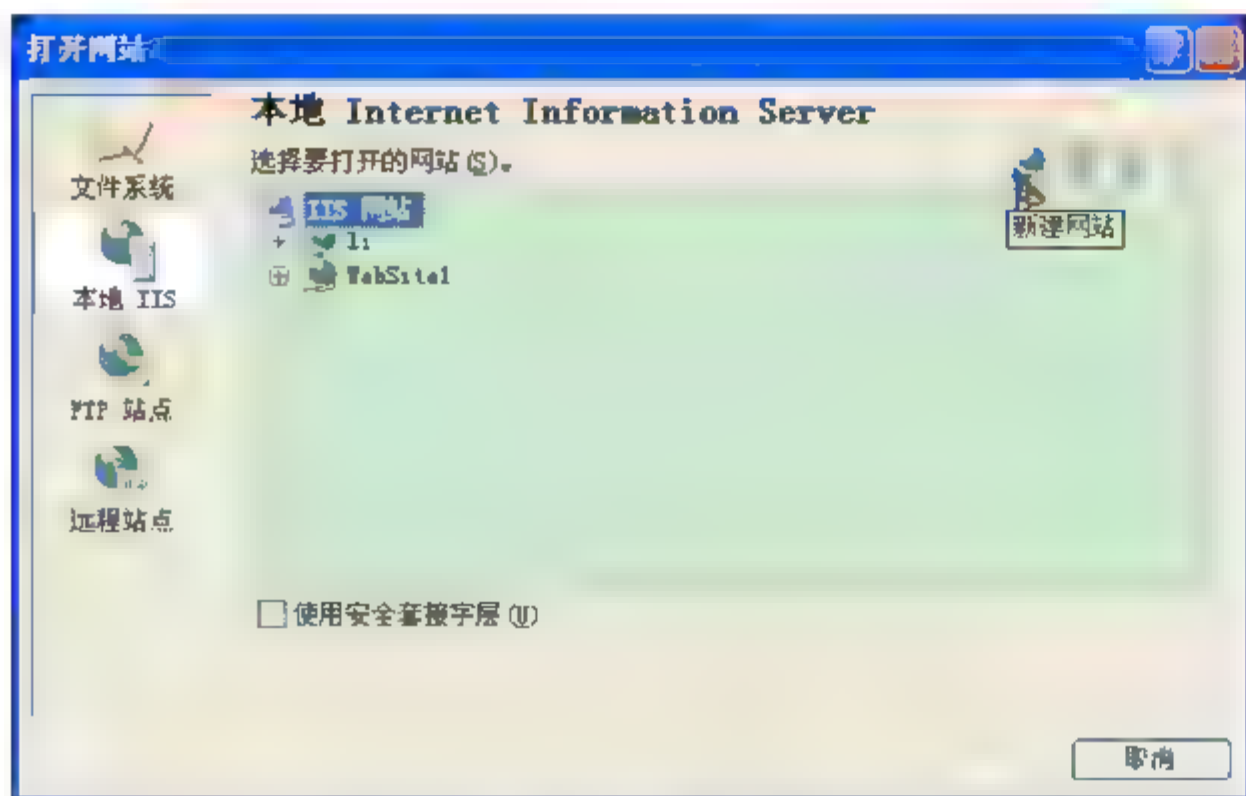 打开网站
文件系统
本地 IIS
FTP 站点
远程站点
本地 Internet Information Server
选择要打开的网站(S)。
IIS 网站
li
WebSite1
新建网站
使用安全套接字层(U)
取消